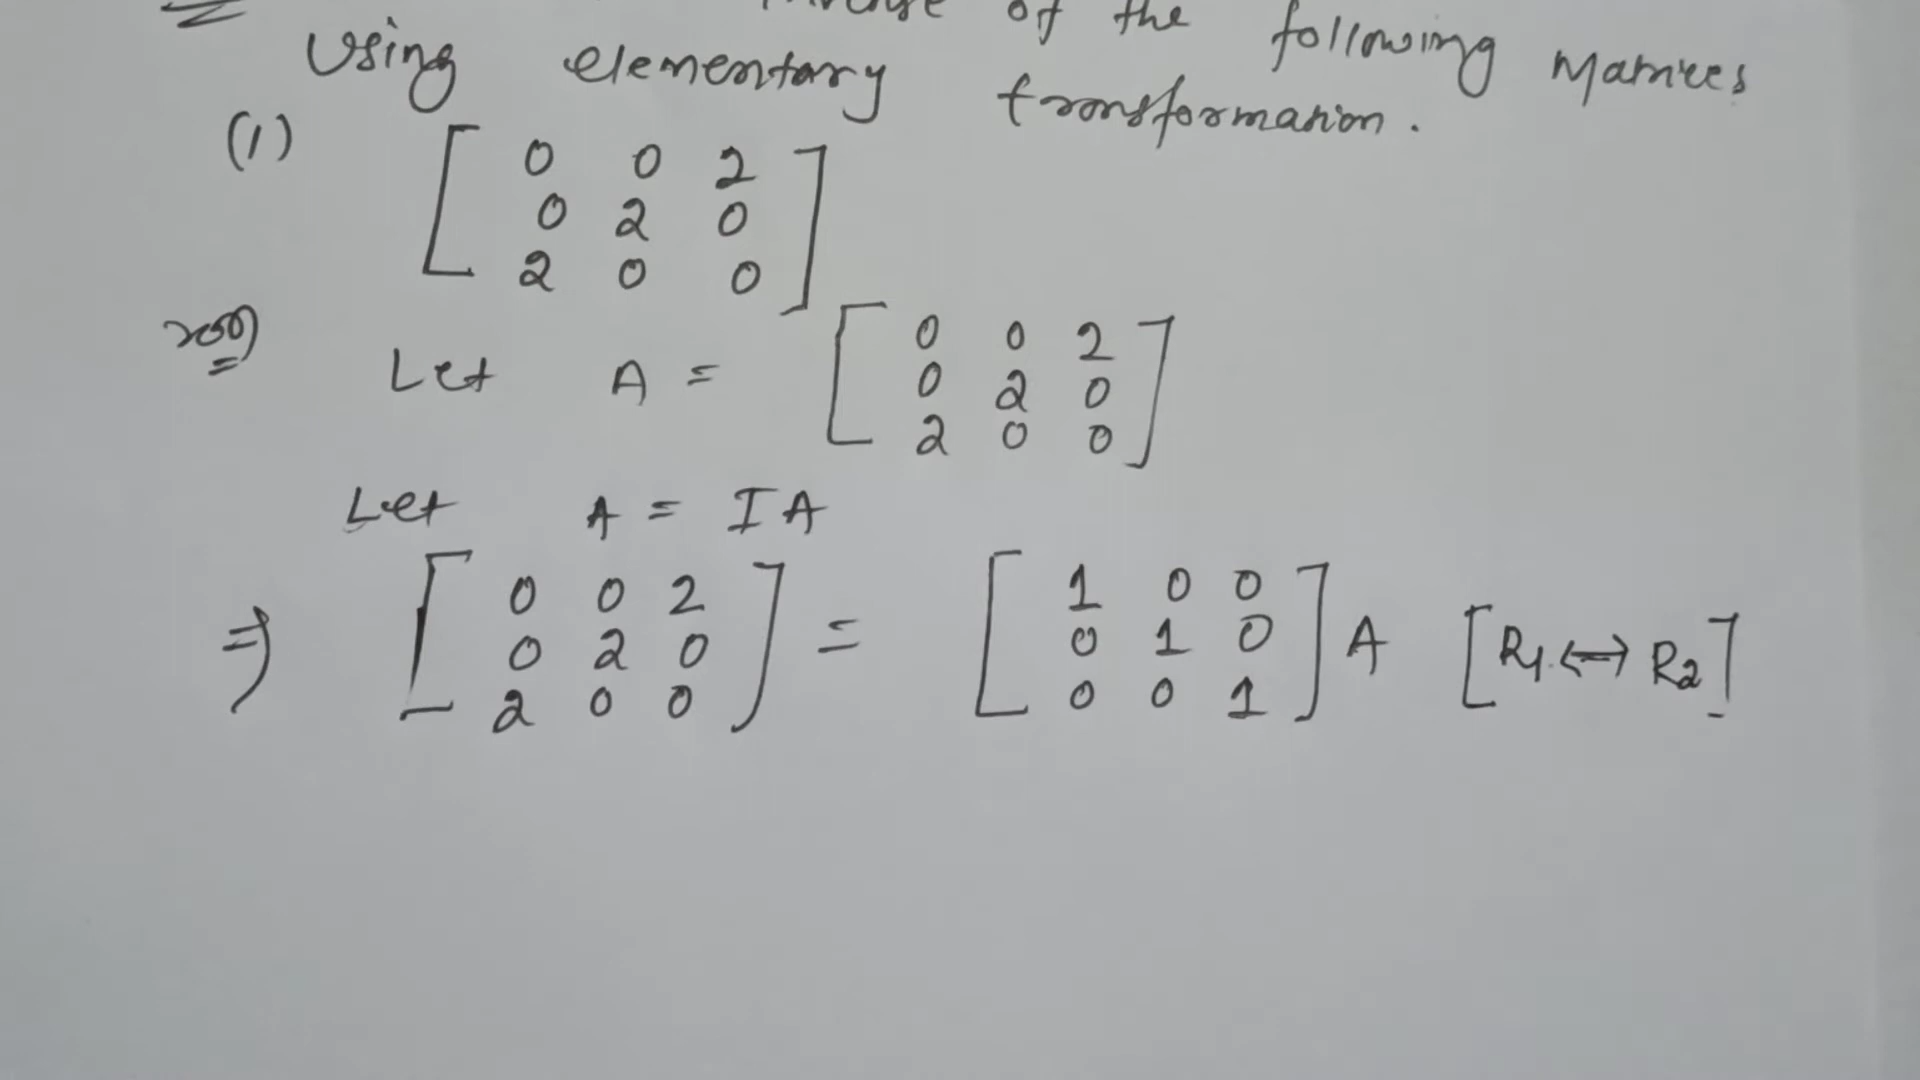 of the following Matrices
Using elementary transformation.
(1) [ 0 0 2
0 2 0
2 0 0 ]
Let A = [ 0 0 2
0 2 0
2 0 0 ]
Let A = IA
⇒ [ 0 0 2
0 2 0
2 0 0 ] = [ 1 0 0
0 1 0
0 0 1 ] A [R1 ↔ R2]